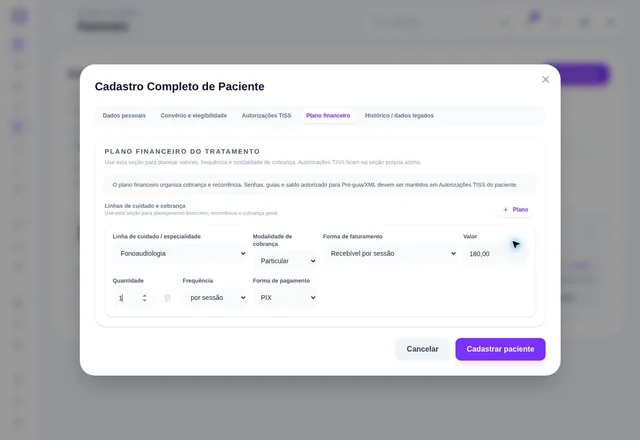 Cadastro Completo de Paciente
Dados pessoais
Convênio e elegibilidade
Autorizações TISS
Plano financeiro
Histórico / dados legados
PLANO FINANCEIRO DO TRATAMENTO
Use esta seção para planejar valores, frequência e modalidade de cobrança. Autorizações TISS ficam na seção própria acima.
O plano financeiro organiza cobrança e recorrência. Senhas, guias e saldo autorizado para Pré-guia/XML devem ser mantidos em Autorizações TISS do paciente.
Linhas de cuidado e cobrança
Use esta seção para planejamento financeiro, recorrência e cobrança geral.
+ Plano
Linha de cuidado / especialidade
Fonoaudiologia
Modalidade de
cobrança
Particular
Forma de faturamento
Recebível por sessão
Valor
180,00
Quantidade
1
Frequência
por sessão
Forma de pagamento
PIX
Cancelar
Cadastrar paciente